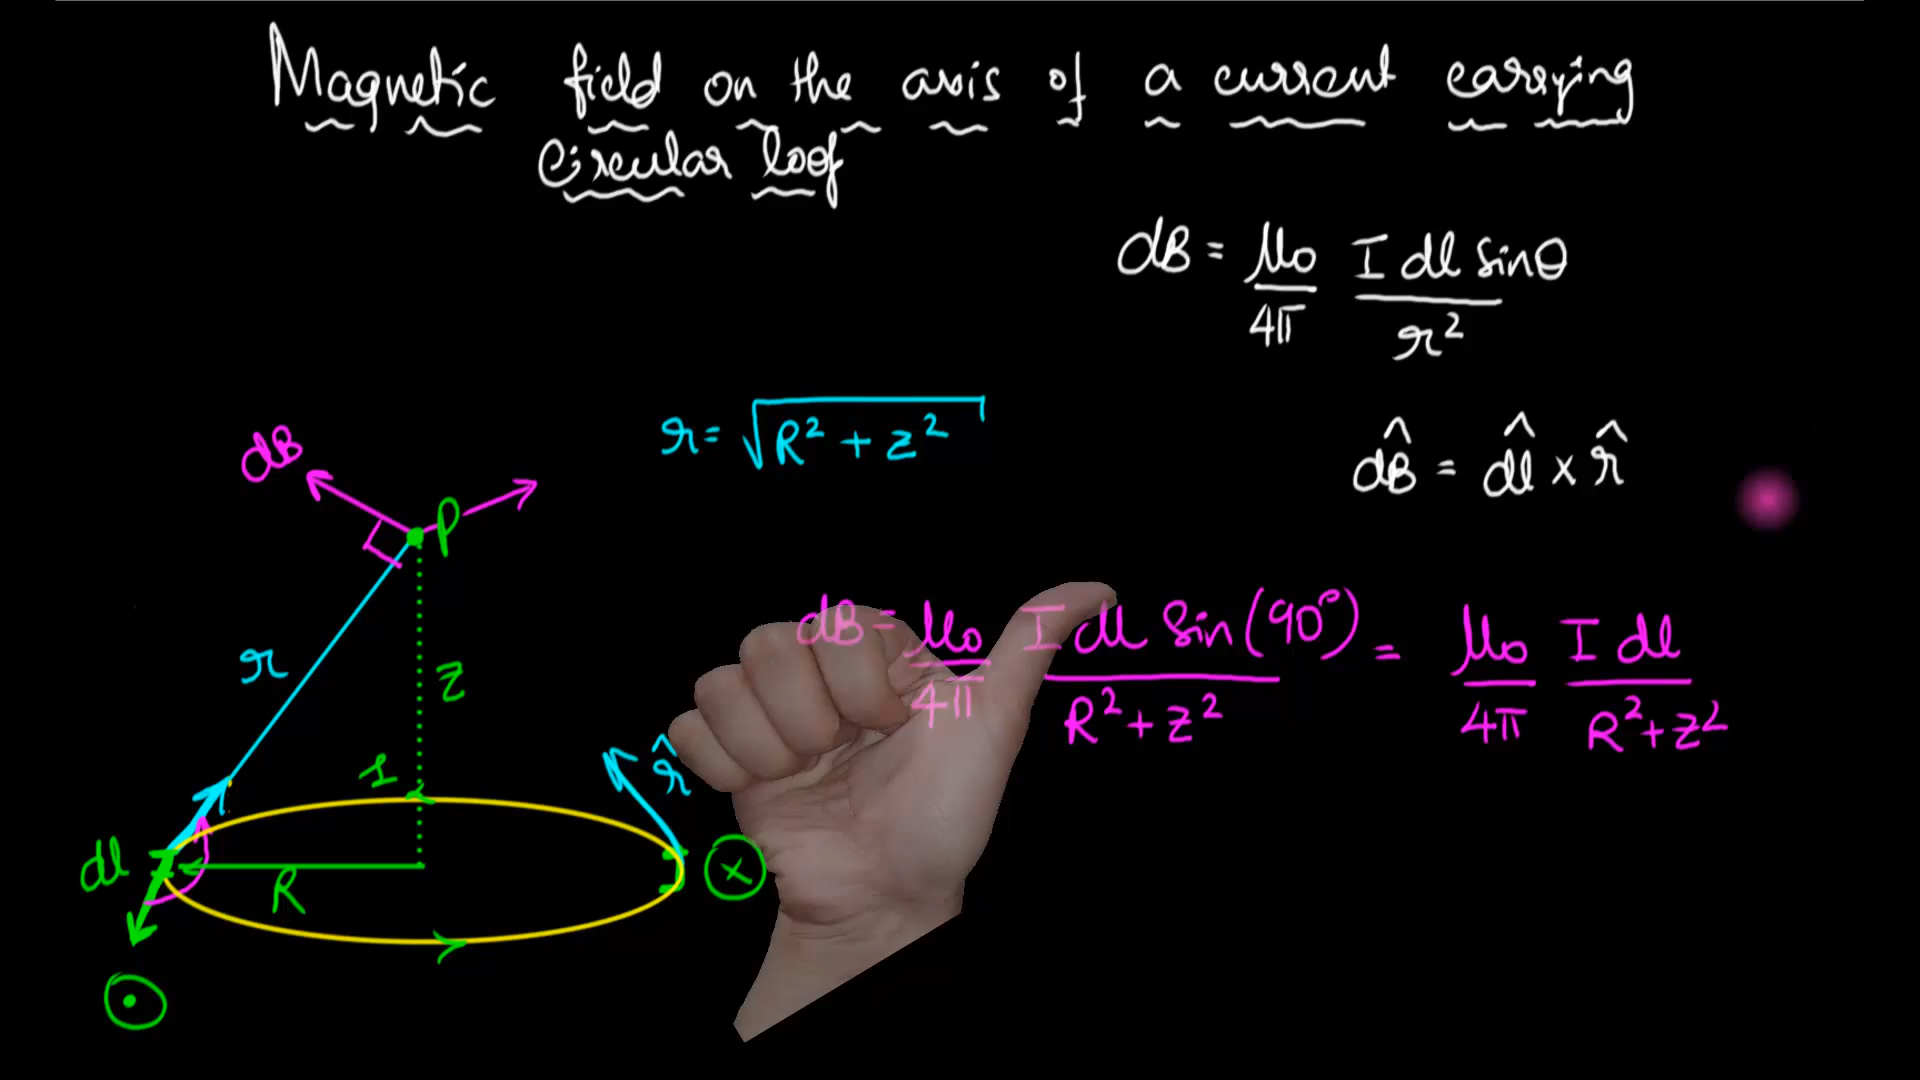 Magnetic field on the axis of a current carrying
Circular loop
dB = μ₀/4π I dl sinθ / r²
r = √(R² + z²)
dB̂ = dl̂ × r̂
dB
P
r
z
dB = μ₀/4π I dl Sin(90°) / R²+z² = μ₀/4π I dl / R²+z²
I
r̂
dl
R
×